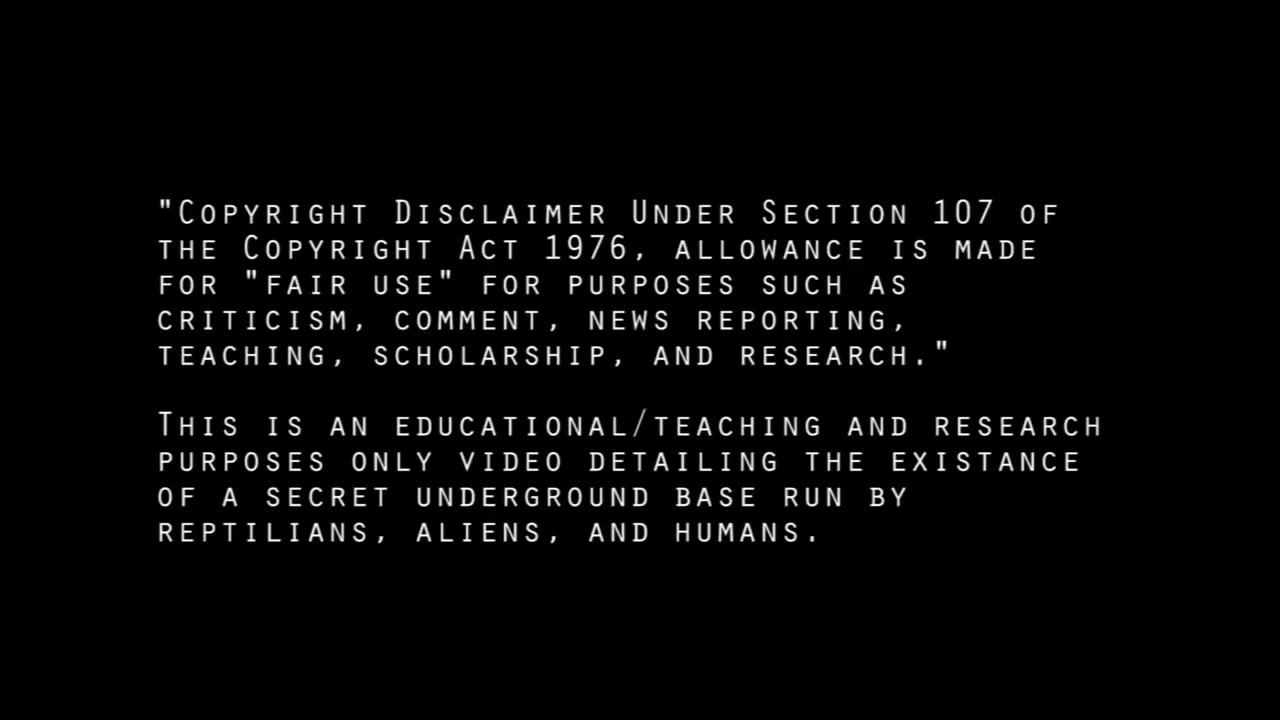 "Copyright Disclaimer Under Section 107 of
the Copyright Act 1976, allowance is made
for "fair use" for purposes such as
criticism, comment, news reporting,
teaching, scholarship, and research."
This is an educational/teaching and research
purposes only video detailing the existance
of a secret underground base run by
reptilians, aliens, and humans.